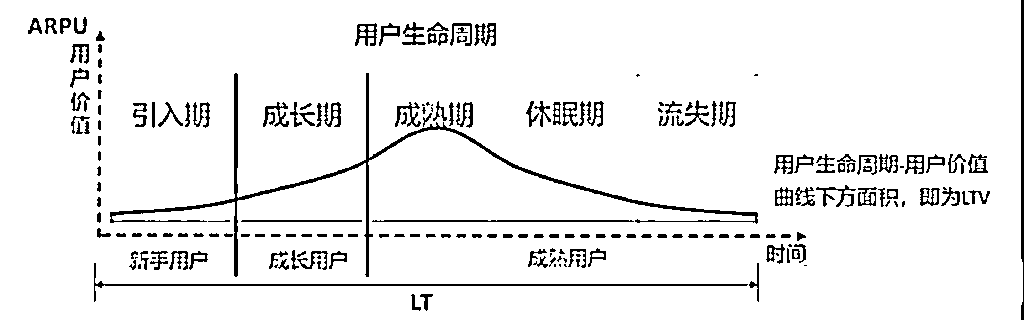 ARPU
用户价值
用户生命周期
引入期
成长期
成熟期
休眠期
流失期
用户生命周期-用户价值
曲线下方面积，即为LTV
新手用户
成长用户
成熟用户
时间
LT